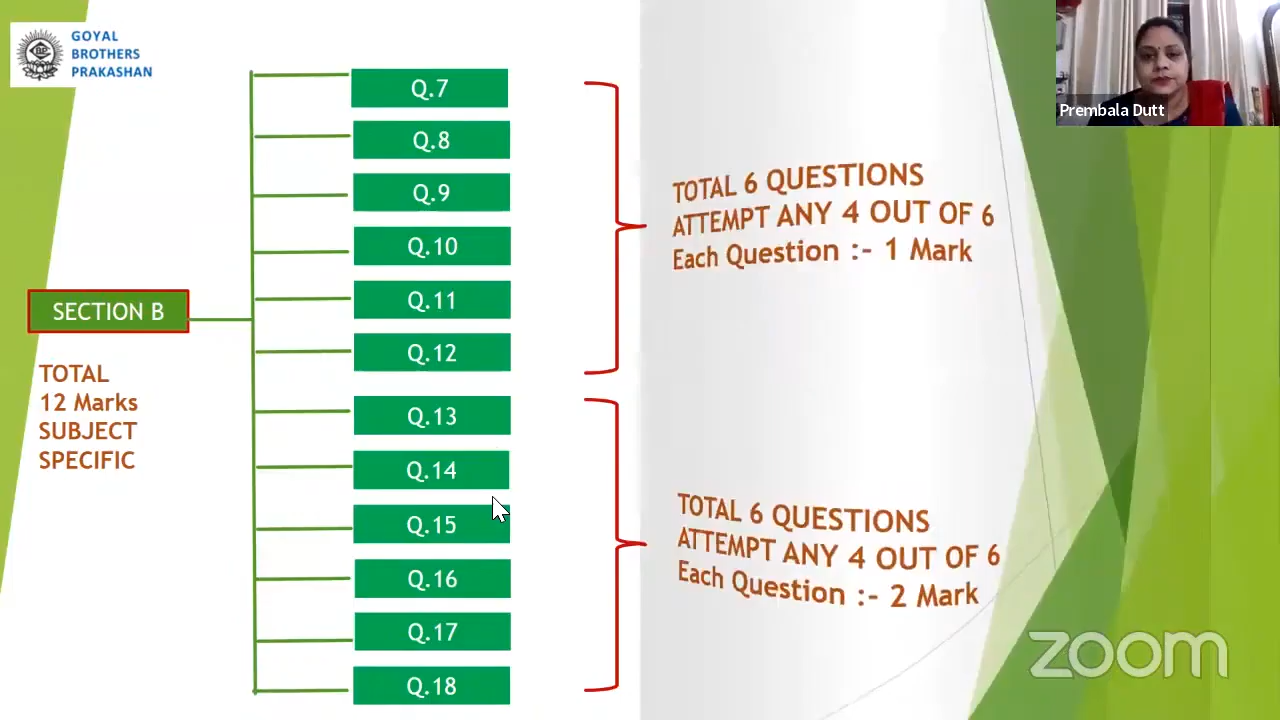 GOYAL
BROTHERS
PRAKASHAN
Prembala Dutt
SECTION B
TOTAL
12 Marks
SUBJECT
SPECIFIC
Q.7
Q.8
Q.9
Q.10
Q.11
Q.12
Q.13
Q.14
Q.15
Q.16
Q.17
Q.18
TOTAL 6 QUESTIONS
ATTEMPT ANY 4 OUT OF 6
Each Question :- 1 Mark
TOTAL 6 QUESTIONS
ATTEMPT ANY 4 OUT OF 6
Each Question :- 2 Mark
zoom